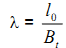 λ = l₀ / Bₜ